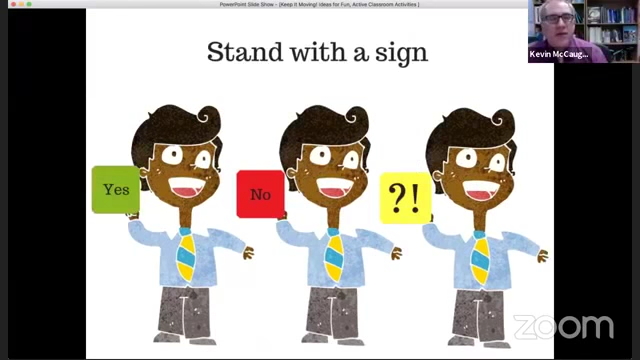 PowerPoint Slide Show - [Keep It Moving! Ideas for Fun, Active Classroom Activities ]
Kevin McCaug...
Stand with a sign
Yes
No
?!
zoom